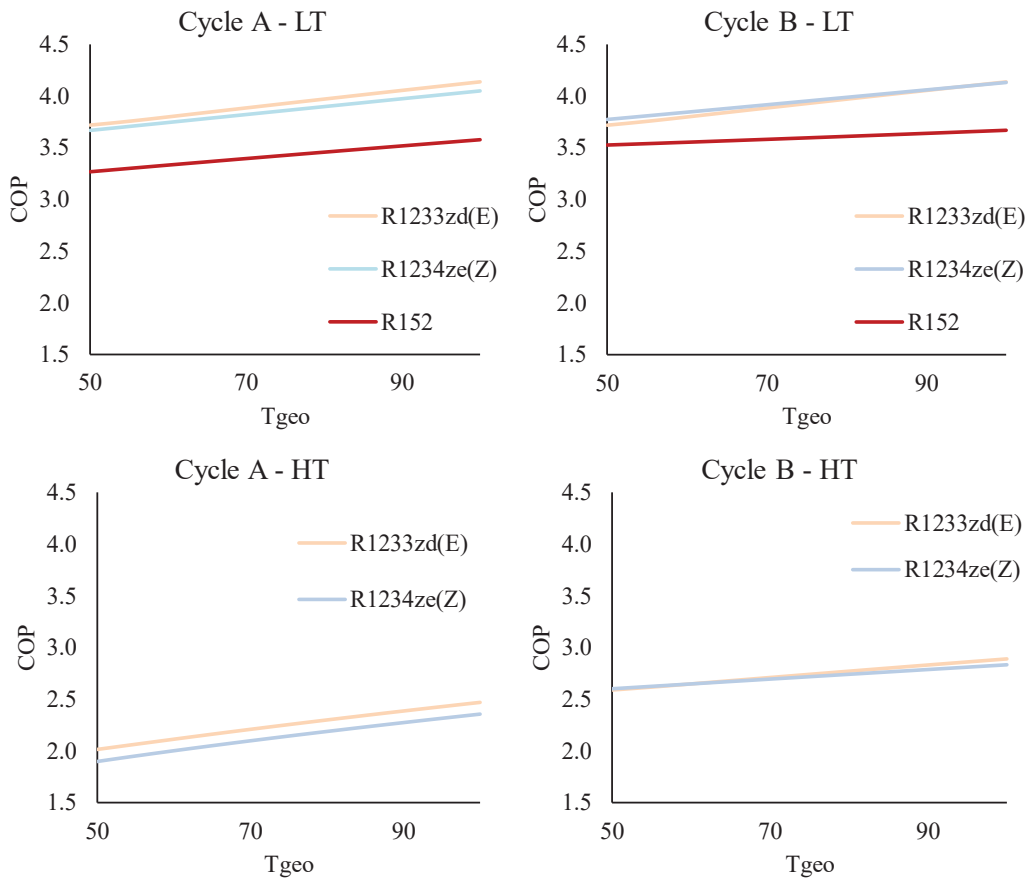 Cycle A - LT
4.5
4.0
3.5
3.0
2.5
2.0
1.5
COP
R1233zd(E)
R1234ze(Z)
R152
50
70
90
Tgeo
Cycle B - LT
4.5
4.0
3.5
3.0
2.5
2.0
1.5
COP
R1233zd(E)
R1234ze(Z)
R152
50
70
90
Tgeo
Cycle A - HT
4.5
4.0
3.5
3.0
2.5
2.0
1.5
COP
R1233zd(E)
R1234ze(Z)
50
70
90
Tgeo
Cycle B - HT
4.5
4.0
3.5
3.0
2.5
2.0
1.5
COP
R1233zd(E)
R1234ze(Z)
50
70
90
Tgeo